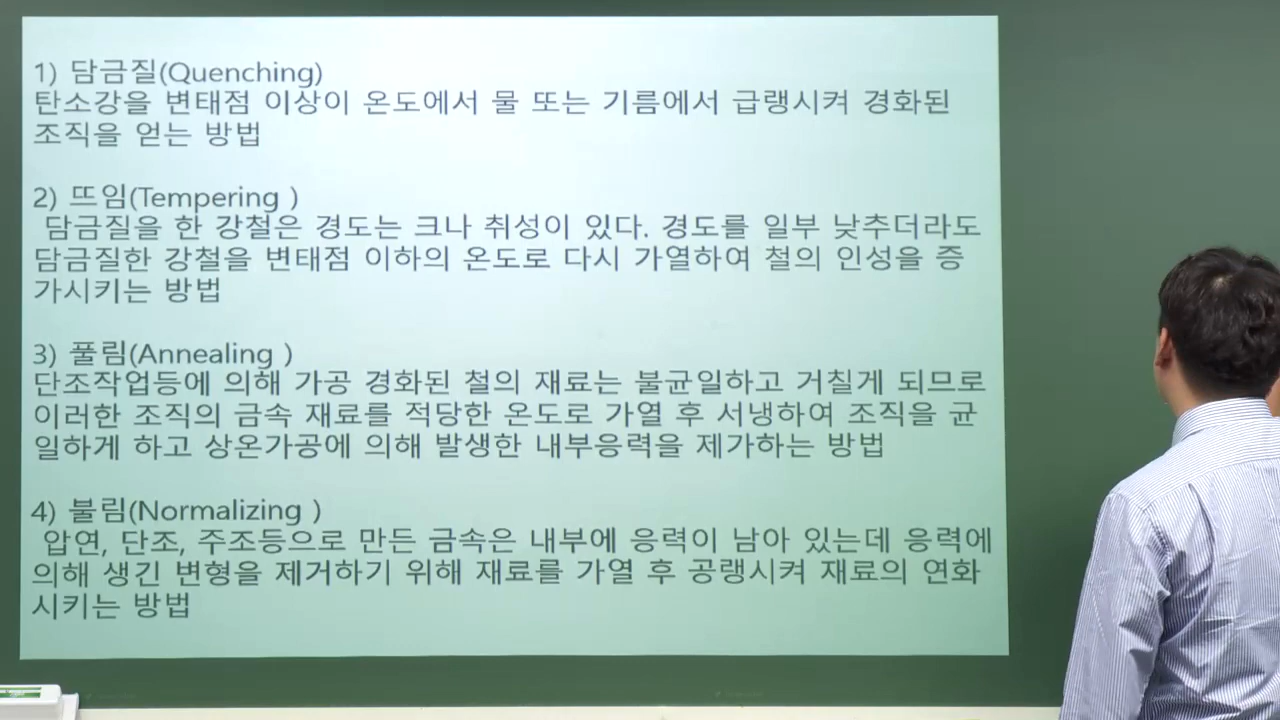 1) 담금질(Quenching)
탄소강을 변태점 이상이 온도에서 물 또는 기름에서 급랭시켜 경화된
조직을 얻는 방법
2) 뜨임(Tempering )
담금질을 한 강철은 경도는 크나 취성이 있다. 경도를 일부 낮추더라도
담금질한 강철을 변태점 이하의 온도로 다시 가열하여 철의 인성을 증
가시키는 방법
3) 풀림(Annealing )
단조작업등에 의해 가공 경화된 철의 재료는 불균일하고 거칠게 되므로
이러한 조직의 금속 재료를 적당한 온도로 가열 후 서냉하여 조직을 균
일하게 하고 상온가공에 의해 발생한 내부응력을 제가하는 방법
4) 불림(Normalizing )
압연, 단조, 주조등으로 만든 금속은 내부에 응력이 남아 있는데 응력에
의해 생긴 변형을 제거하기 위해 재료를 가열 후 공랭시켜 재료의 연화
시키는 방법